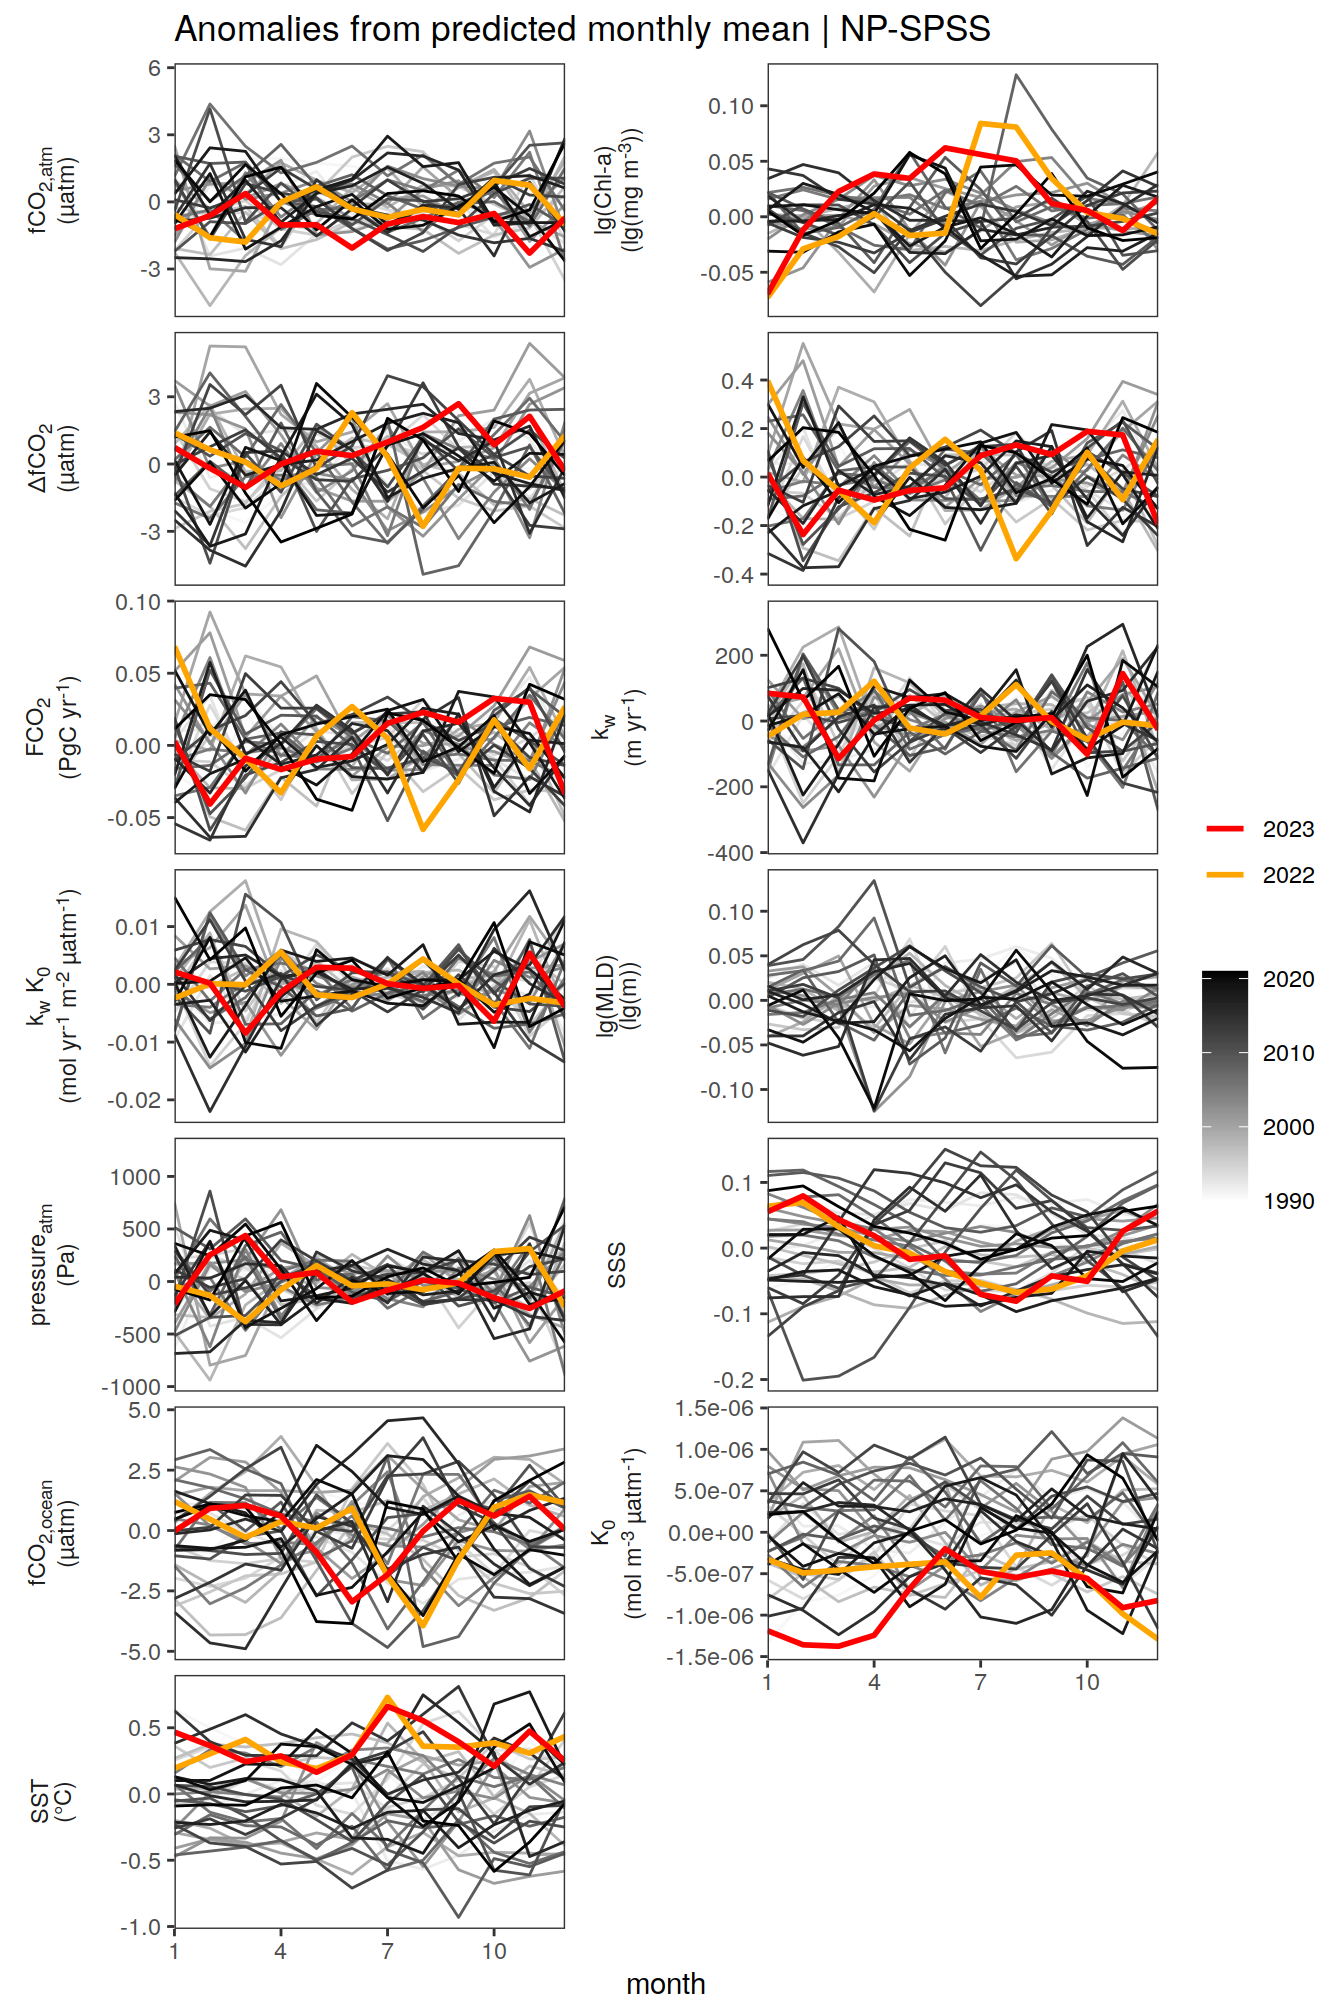 Anomalies from predicted monthly mean | NP-SPSS
fCO2,atm
(µatm)
6
3
0
-3
lg(Chl-a)
(lg(mg m-3))
0.10
0.05
0.00
-0.05
ΔfCO2
(µatm)
3
0
-3
0.4
0.2
0.0
-0.2
-0.4
FCO2
(PgC yr-1)
0.10
0.05
0.00
-0.05
kw
(m yr-1)
200
0
-200
-400
kw K0
(mol yr-1 m-2 µatm-1)
0.01
0.00
-0.01
-0.02
lg(MLD)
(lg(m))
0.10
0.05
0.00
-0.05
-0.10
pressureatm
(Pa)
1000
500
0
-500
-1000
SSS
0.1
0.0
-0.1
-0.2
fCO2,ocean
(µatm)
5.0
2.5
0.0
-2.5
-5.0
K0
(mol m-3 µatm-1)
1.5e-06
1.0e-06
5.0e-07
0.0e+00
-5.0e-07
-1.0e-06
-1.5e-06
1 4 7 10
SST
(°C)
0.5
0.0
-0.5
-1.0
1 4 7 10
month
2023
2022
2020
2010
2000
1990